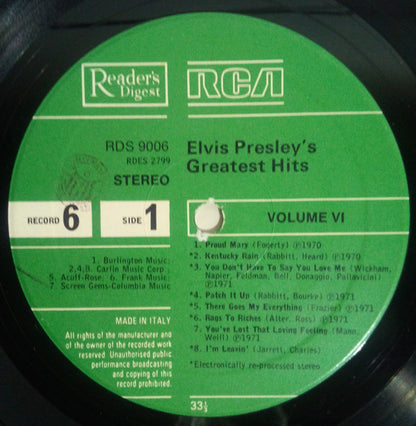 Reader's
Digest
RCA
RDS 9006
RDES 2799
STEREO
Elvis Presley's
Greatest Hits
RECORD 6
SIDE 1
VOLUME VI
1. Burlington Music;
2,4,8. Carlin Music Corp.;
5. Acuff-Rose; 6. Frank Music;
7. Screen Gems-Columbia Music
1. Proud Mary (Fogerty) ℗1970
*2. Kentucky Rain (Rabbitt, Heard) ℗1970
*3. You Don't Have To Say You Love Me (Wickham,
Napier, Feldman, Bell, Donaggio, Pallavicini)
℗1971
*4. Patch It Up (Rabbitt, Bourke) ℗1971
*5. There Goes My Everything (Frazier) ℗1971
*6. Rags To Riches (Alter, Ross) ℗1971
7. You've Lost That Loving Feeling (Mann,
Weill) ℗1971
*8. I'm Leavin' (Jarrett, Charles)
*Electronically re-processed stereo
MADE IN ITALY
All rights of the manufacturer and
of the owner of the recorded work
reserved. Unauthorised public
performance broadcasting
and copying of this
record prohibited.
33⅓